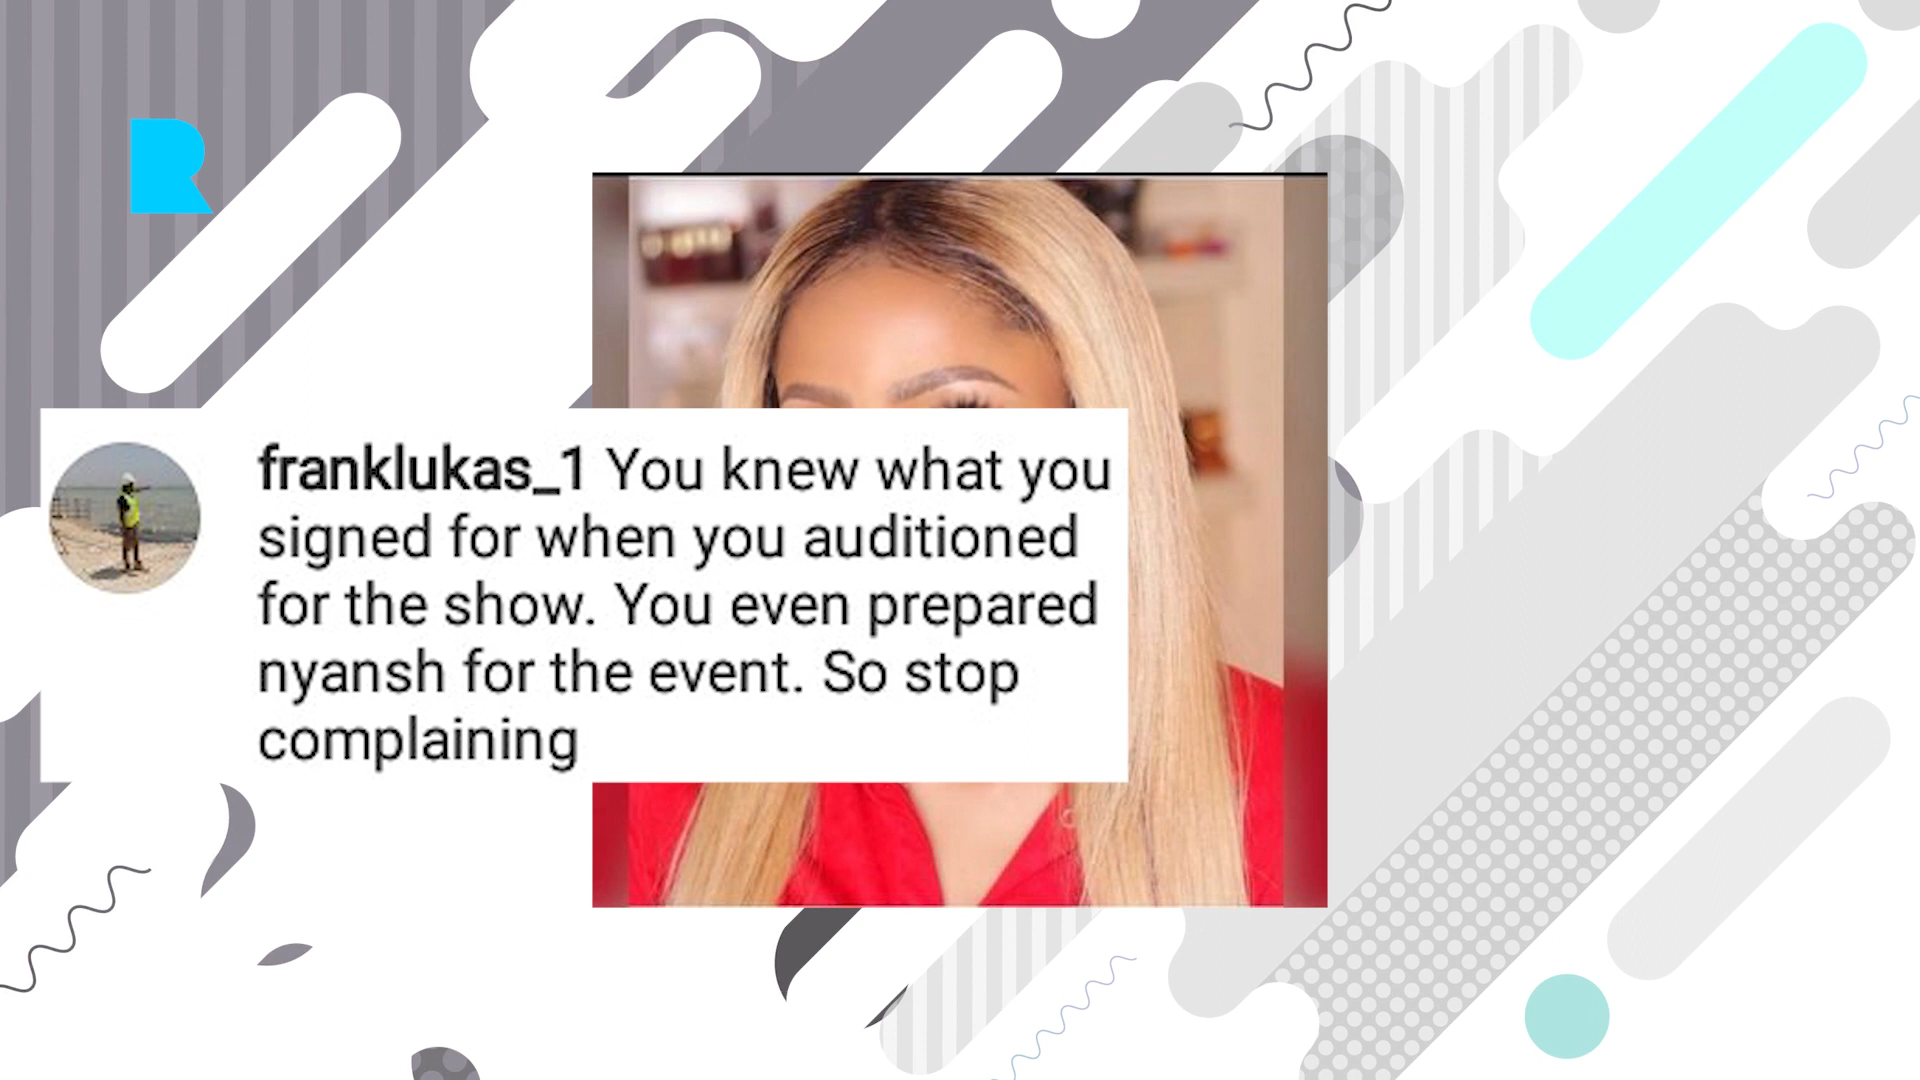 R
franklukas_1 You knew what you
signed for when you auditioned
for the show. You even prepared
nyansh for the event. So stop
complaining